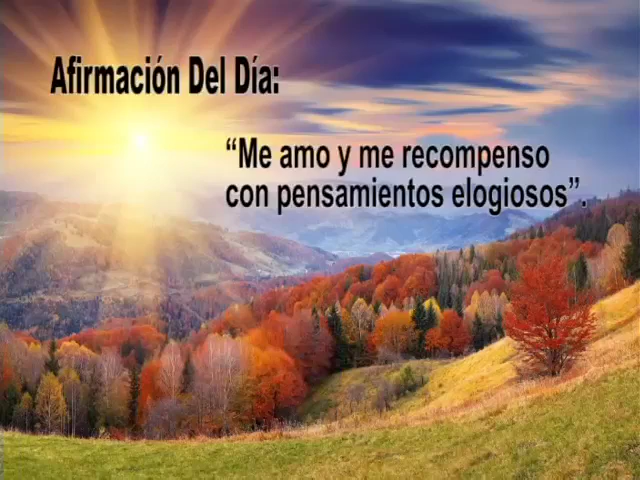 Afirmación Del Día:
“Me amo y me recompenso
con pensamientos elogiosos”.